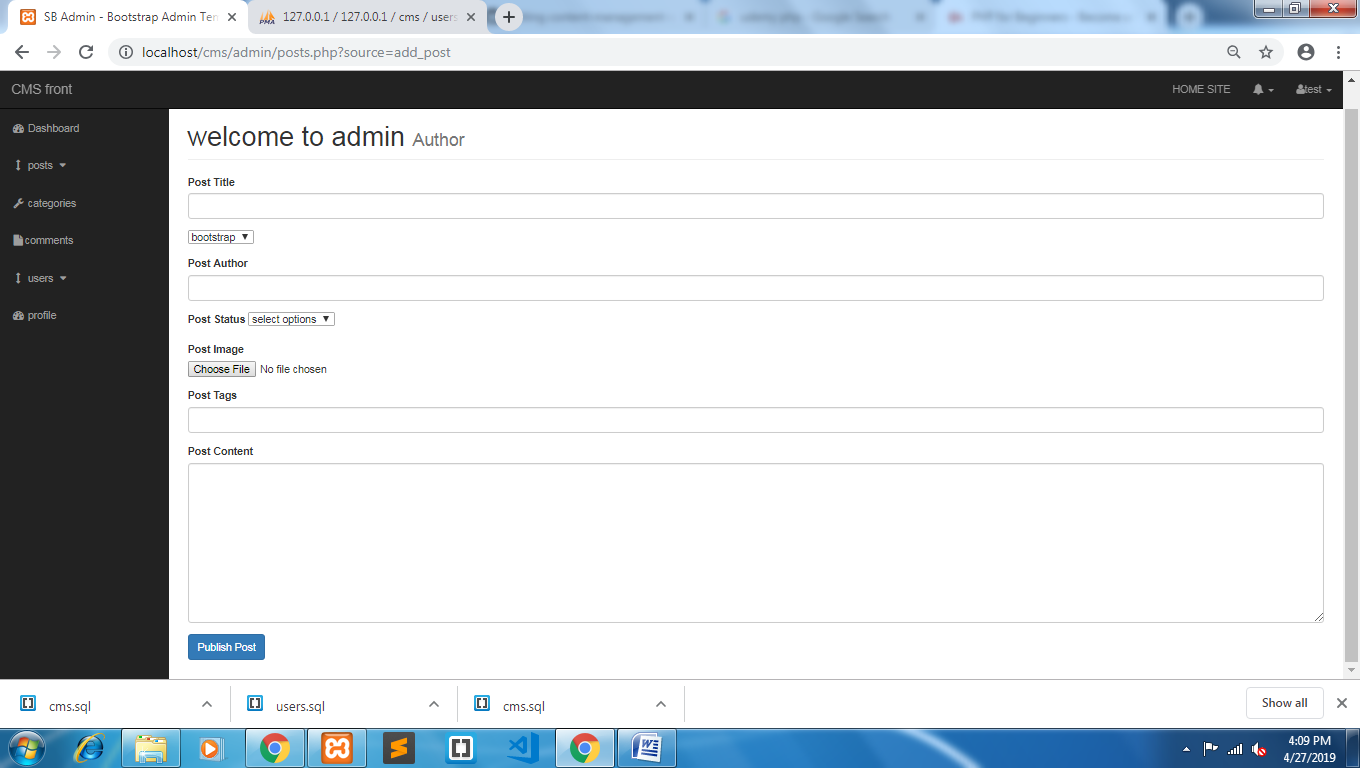 SB Admin - Bootstrap Admin Ten
127.0.0.1 / 127.0.0.1 / cms / users
localhost/cms/admin/posts.php?source=add_post
CMS front
HOME SITE
test
Dashboard
posts
categories
comments
users
profile
welcome to admin Author
Post Title
bootstrap
Post Author
Post Status select options
Post Image
Choose File No file chosen
Post Tags
Post Content
Publish Post
cms.sql
users.sql
cms.sql
Show all
4:09 PM
4/27/2019